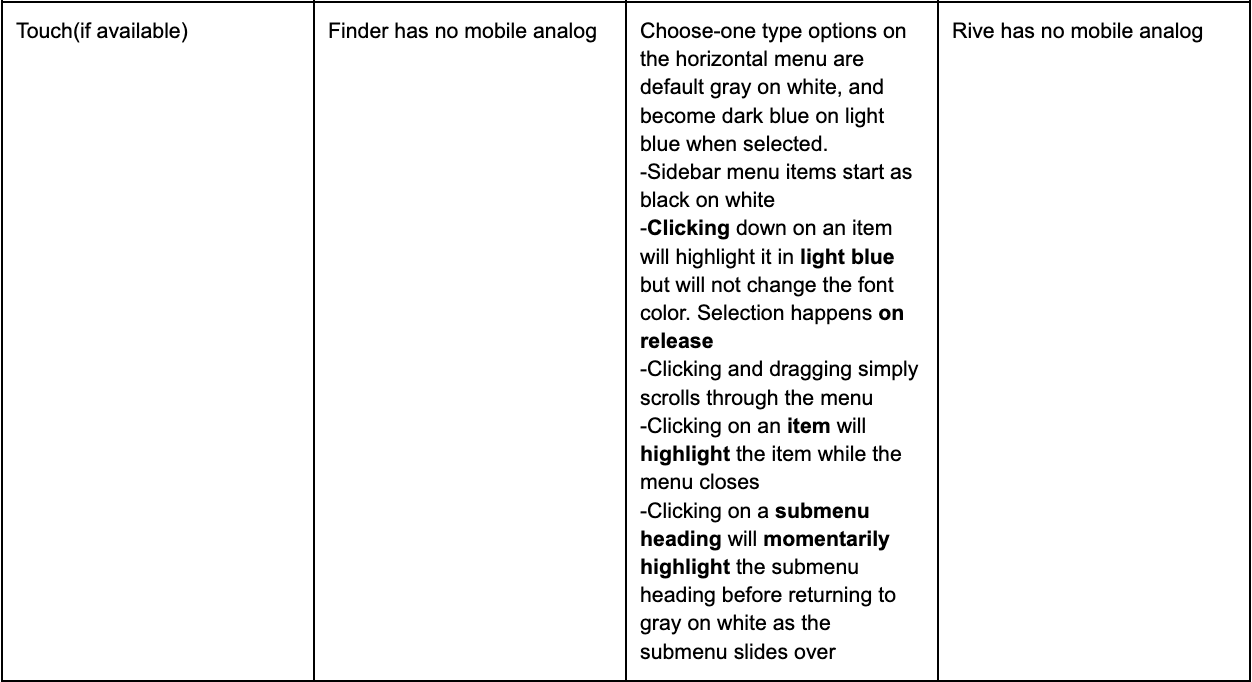 Touch(if available)
Finder has no mobile analog
Choose-one type options on
the horizontal menu are
default gray on white, and
become dark blue on light
blue when selected.
-Sidebar menu items start as
black on white
-Clicking down on an item
will highlight it in light blue
but will not change the font
color. Selection happens on
release
-Clicking and dragging simply
scrolls through the menu
-Clicking on an item will
highlight the item while the
menu closes
-Clicking on a submenu
heading will momentarily
highlight the submenu
heading before returning to
gray on white as the
submenu slides over
Rive has no mobile analog